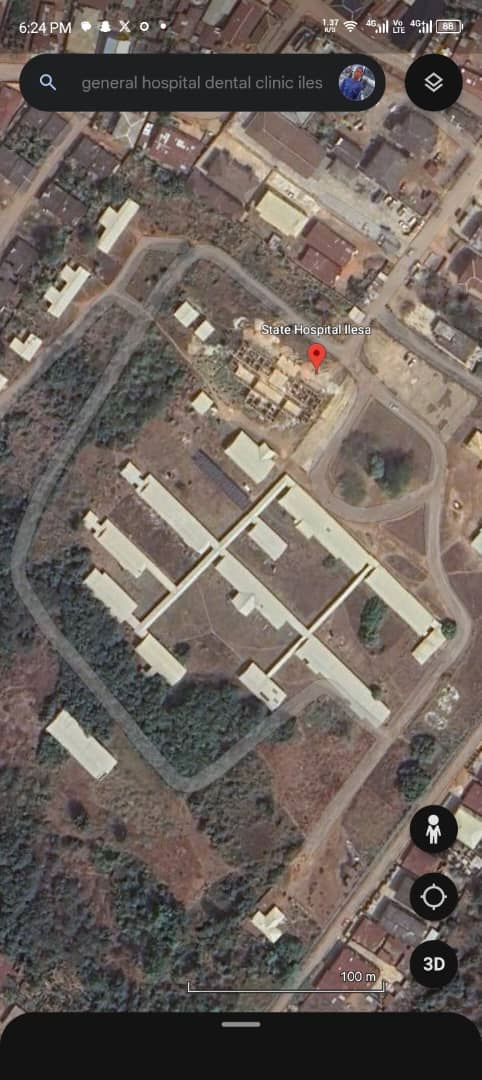 6:24 PM
1.37 K/S 4G Vo LTE 4G+ 88
general hospital dental clinic iles
State Hospital Ilesa
100 m
3D